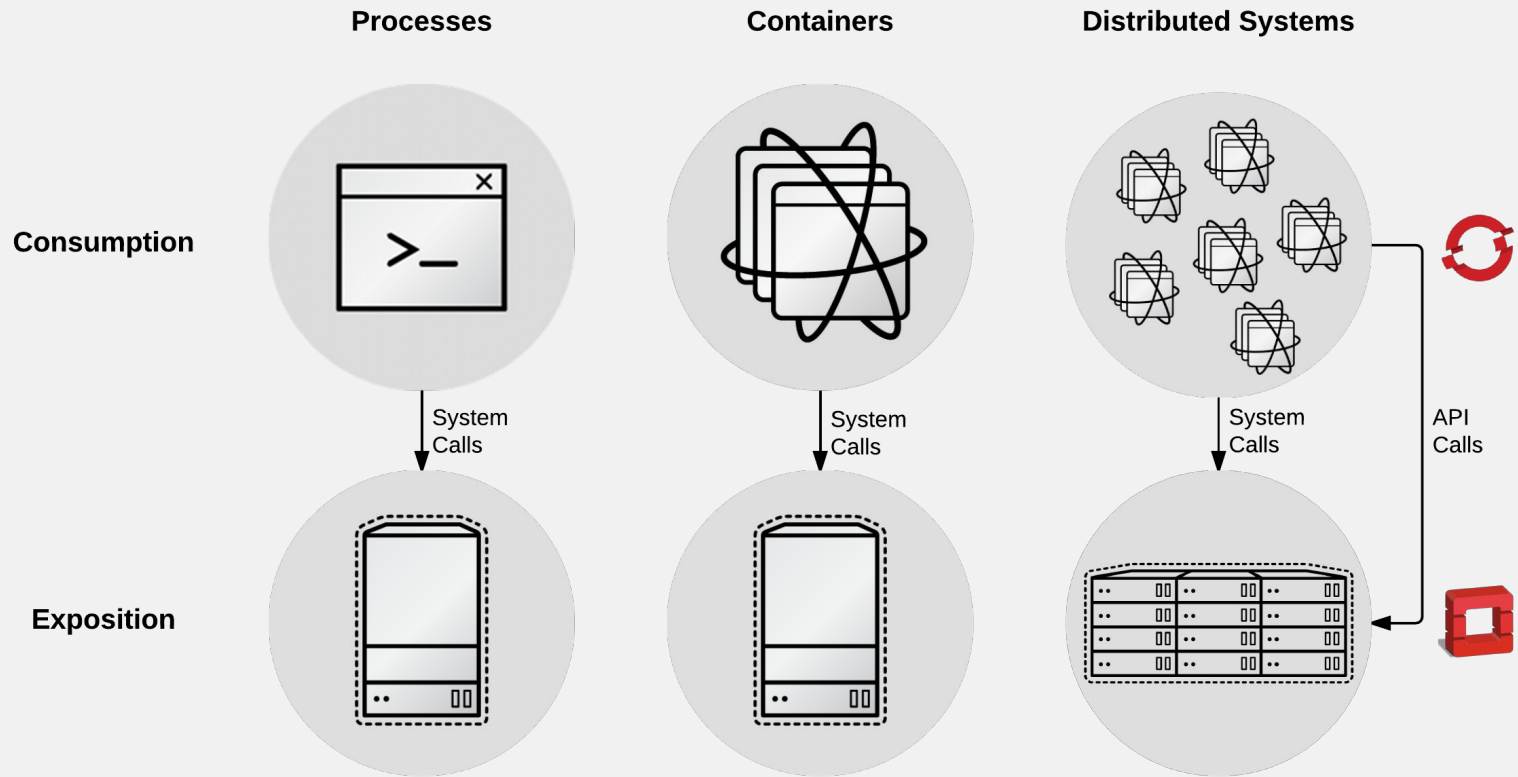 Processes
Containers
Distributed Systems
Consumption
>_
System
Calls
System
Calls
System
Calls
API
Calls
Exposition